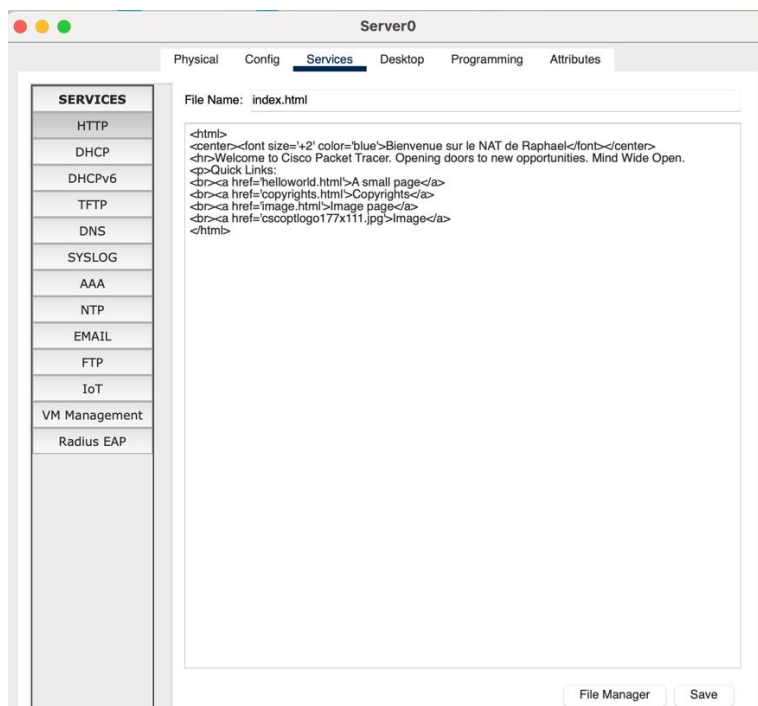 Server0
Physical Config Services Desktop Programming Attributes
SERVICES
HTTP
DHCP
DHCPv6
TFTP
DNS
SYSLOG
AAA
NTP
EMAIL
FTP
IoT
VM Management
Radius EAP
File Name: index.html
<html>
<center><font size='+2' color='blue'>Bienvenue sur le NAT de Raphael</font></center>
<hr>Welcome to Cisco Packet Tracer. Opening doors to new opportunities. Mind Wide Open.
<p>Quick Links:
<br><a href='helloworld.html'>A small page</a>
<br><a href='copyrights.html'>Copyrights</a>
<br><a href='image.html'>Image page</a>
<br><a href='cscoptlogo177x111.jpg'>Image</a>
</html>
File Manager Save